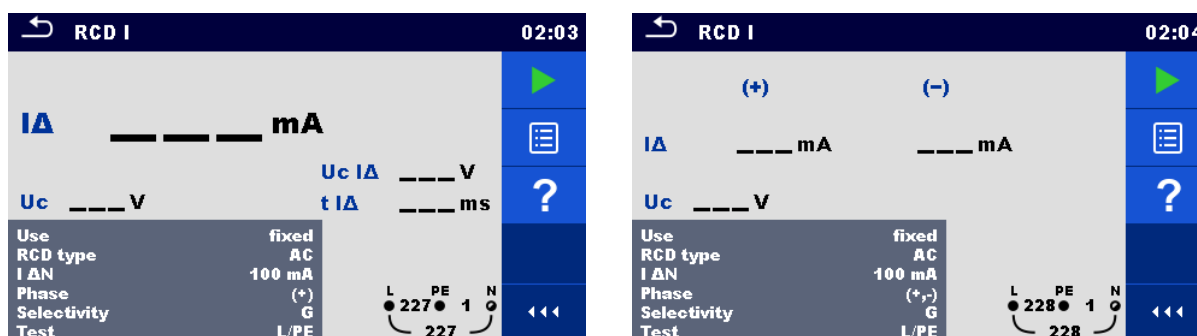 RCD I 02:03
IΔ ___ mA
Uc IΔ ___ V
Uc ___ V t IΔ ___ ms
?
Use fixed
RCD type AC
I ΔN 100 mA
Phase (+)
Selectivity G
Test L/PE
L PE N
227 1
227
RCD I 02:04
(+) (-)
IΔ ___ mA ___ mA
Uc ___ V
?
Use fixed
RCD type AC
I ΔN 100 mA
Phase (+,-)
Selectivity G
Test L/PE
L PE N
228 1
228